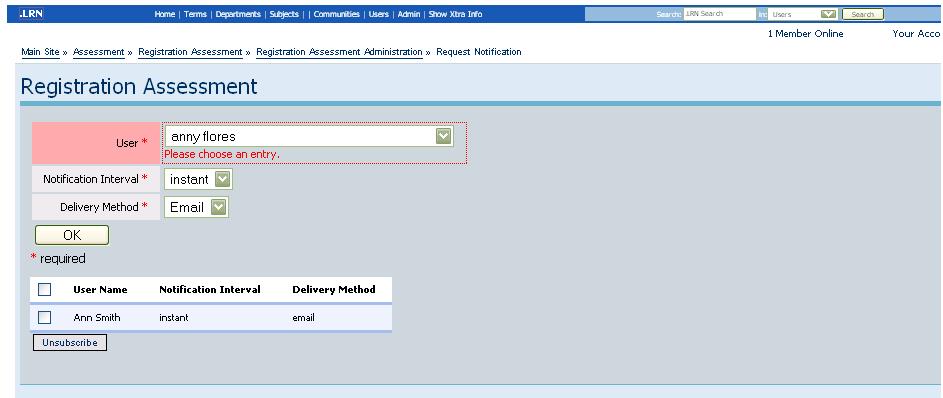 .LRN Home | Terms | Departments | Subjects | | Communities | Users | Admin | Show Xtra Info Search: .LRN Search in: Users Search
1 Member Online Your Acco
Main Site » Assessment » Registration Assessment » Registration Assessment Administration » Request Notification
Registration Assessment
User * anny flores
Please choose an entry.
Notification Interval * instant
Delivery Method * Email
OK
* required
User Name Notification Interval Delivery Method
Ann Smith instant email
Unsubscribe